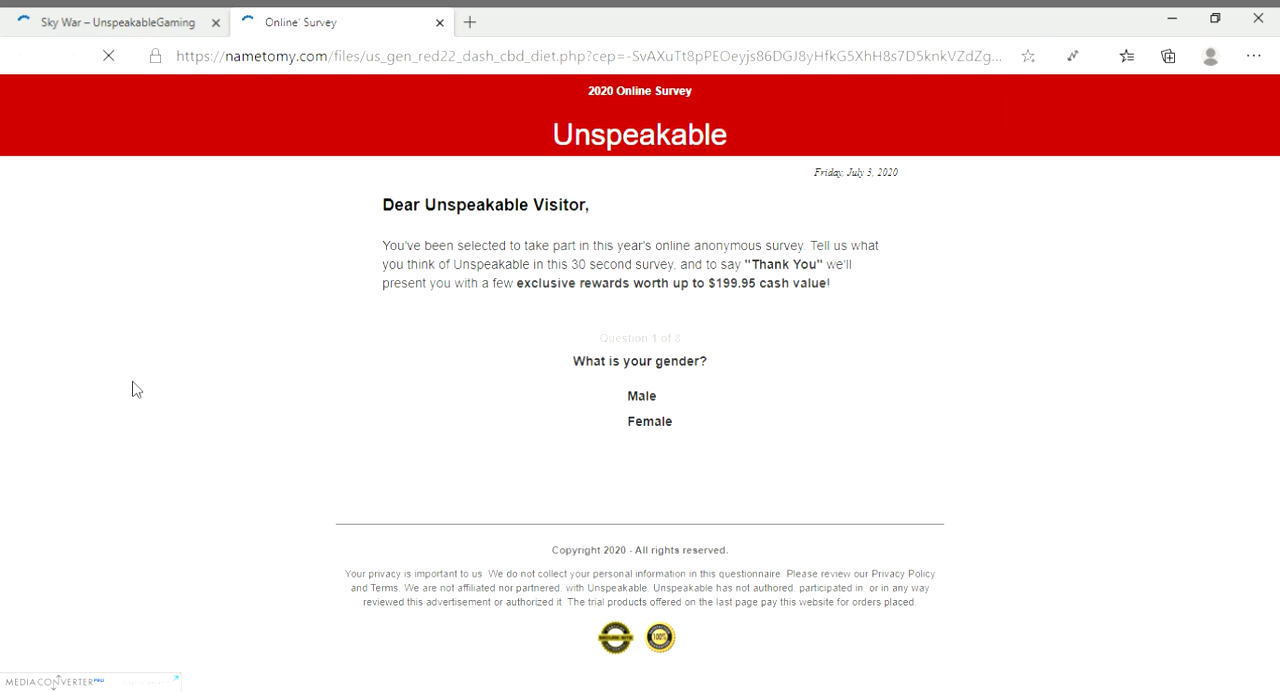 Sky War – UnspeakableGaming
Online' Survey
https://nametomy.com/files/us_gen_red22_dash_cbd_diet.php?cep=-SvAXuTt8pPEOeyjs86DGJ8yHfkG5XhH8s7D5knkVZdZg...
2020 Online Survey
Unspeakable
Friday, July 3, 2020
Dear Unspeakable Visitor,
You've been selected to take part in this year's online anonymous survey. Tell us what
you think of Unspeakable in this 30 second survey, and to say "Thank You" we'll
present you with a few exclusive rewards worth up to $199.95 cash value!
Question 1 of 8
What is your gender?
Male
Female
Copyright 2020 - All rights reserved.
Your privacy is important to us. We do not collect your personal information in this questionnaire. Please review our Privacy Policy
and Terms. We are not affiliated nor partnered, with Unspeakable. Unspeakable has not authored, participated in, or in any way
reviewed this advertisement or authorized it. The trial products offered on the last page pay this website for orders placed.
100%
MEDIACONVERTER PRO